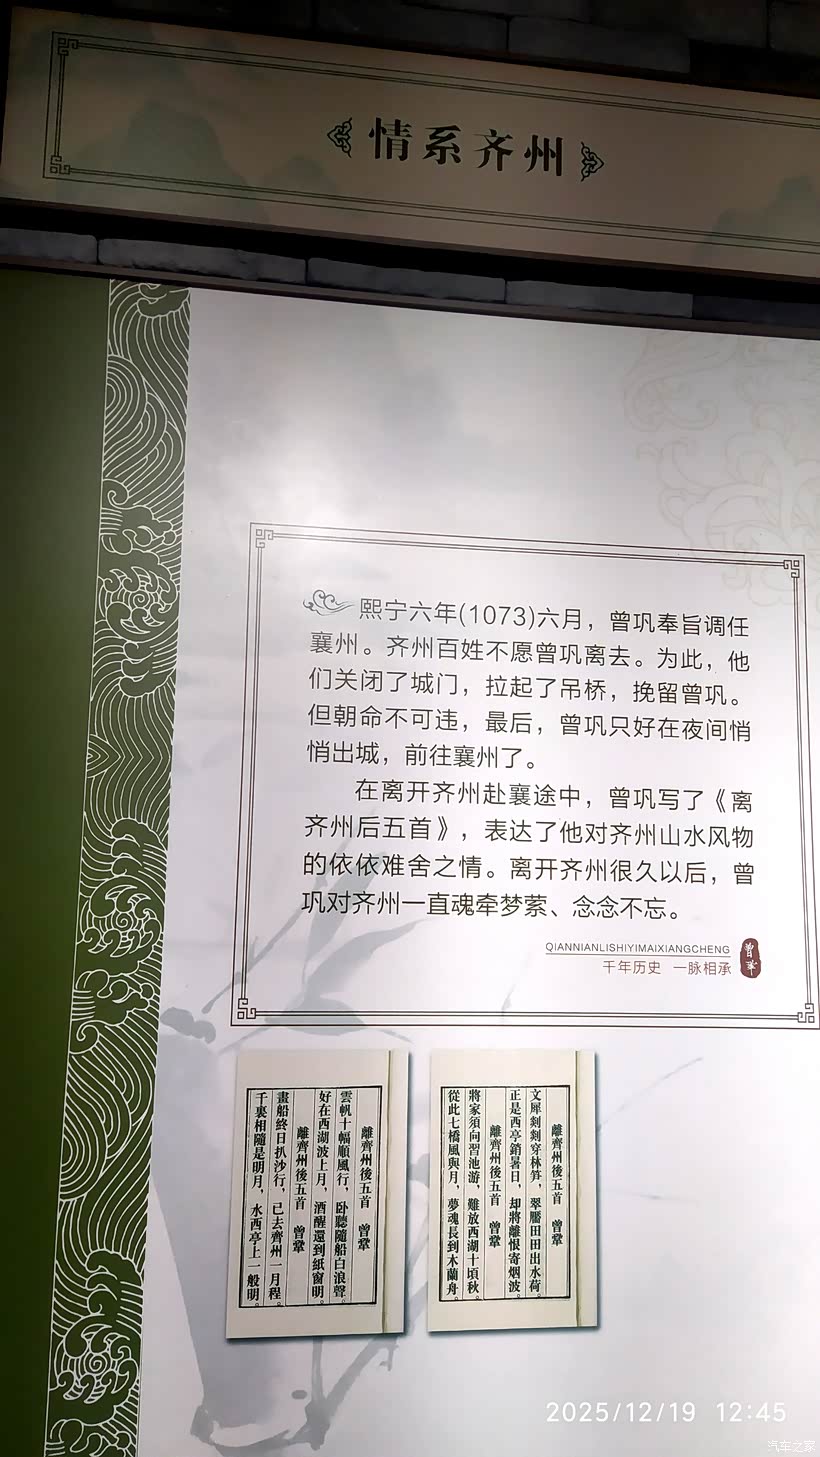 情系齐州
熙宁六年(1073)六月，曾巩奉旨调任
襄州。齐州百姓不愿曾巩离去。为此，他
们关闭了城门，拉起了吊桥，挽留曾巩。
但朝命不可违，最后，曾巩只好在夜间悄
悄出城，前往襄州了。
在离开齐州赴襄途中，曾巩写了《离
齐州后五首》，表达了他对齐州山水风物
的依依难舍之情。离开齐州很久以后，曾
巩对齐州一直魂牵梦萦、念念不忘。
QIANNIANLISHIYIMAIXIANGCHENG
千年历史 一脉相承
曾巩
離齊州後五首 曾鞏
雲帆十幅順風行，卧聽隨船白浪聲。
好在西湖波上月，酒醒還到紙窗明。
離齊州後五首 曾鞏
畫船終日扒沙行，已去齊州一月程。
千裏相隨是明月，水西亭上一般明。
離齊州後五首 曾鞏
文犀刻刻穿林笋，翠靨田田出水荷。
正是西亭銷暑日，却將離恨寄烟波。
離齊州後五首 曾鞏
將家須向習池游，難放西湖十頃秋。
從此七橋風與月，夢魂長到木蘭舟。
2025/12/19 12:45
汽车之家